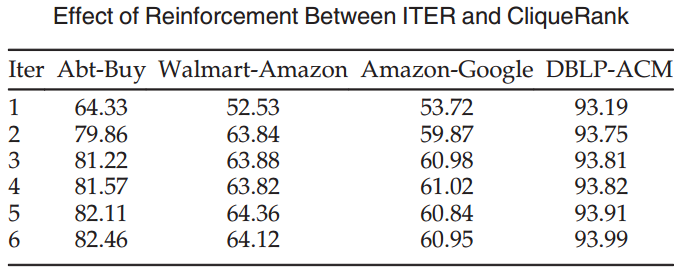 Effect of Reinforcement Between ITER and CliqueRank
Iter Abt-Buy Walmart-Amazon Amazon-Google DBLP-ACM
1 64.33 52.53 53.72 93.19
2 79.86 63.84 59.87 93.75
3 81.22 63.88 60.98 93.81
4 81.57 63.82 61.02 93.82
5 82.11 64.36 60.84 93.91
6 82.46 64.12 60.95 93.99